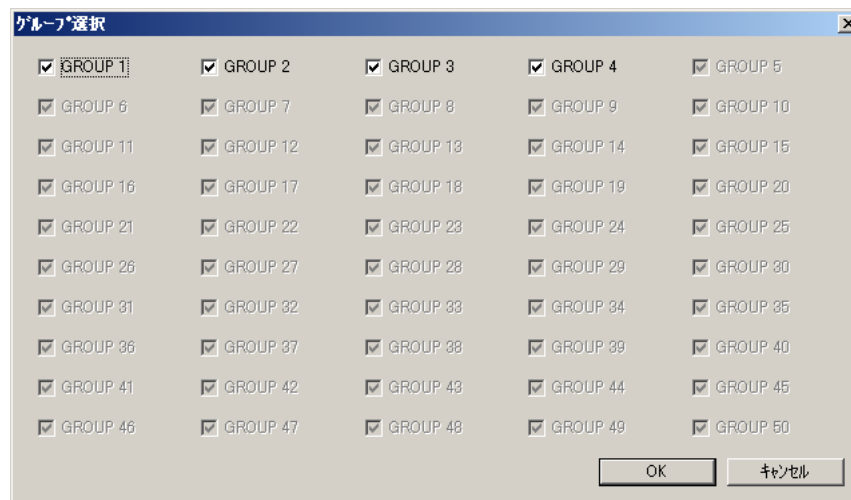 ｸﾞﾙｰﾌﾟ選択
GROUP 1 GROUP 2 GROUP 3 GROUP 4 GROUP 5
GROUP 6 GROUP 7 GROUP 8 GROUP 9 GROUP 10
GROUP 11 GROUP 12 GROUP 13 GROUP 14 GROUP 15
GROUP 16 GROUP 17 GROUP 18 GROUP 19 GROUP 20
GROUP 21 GROUP 22 GROUP 23 GROUP 24 GROUP 25
GROUP 26 GROUP 27 GROUP 28 GROUP 29 GROUP 30
GROUP 31 GROUP 32 GROUP 33 GROUP 34 GROUP 35
GROUP 36 GROUP 37 GROUP 38 GROUP 39 GROUP 40
GROUP 41 GROUP 42 GROUP 43 GROUP 44 GROUP 45
GROUP 46 GROUP 47 GROUP 48 GROUP 49 GROUP 50
OK ｷｬﾝｾﾙ